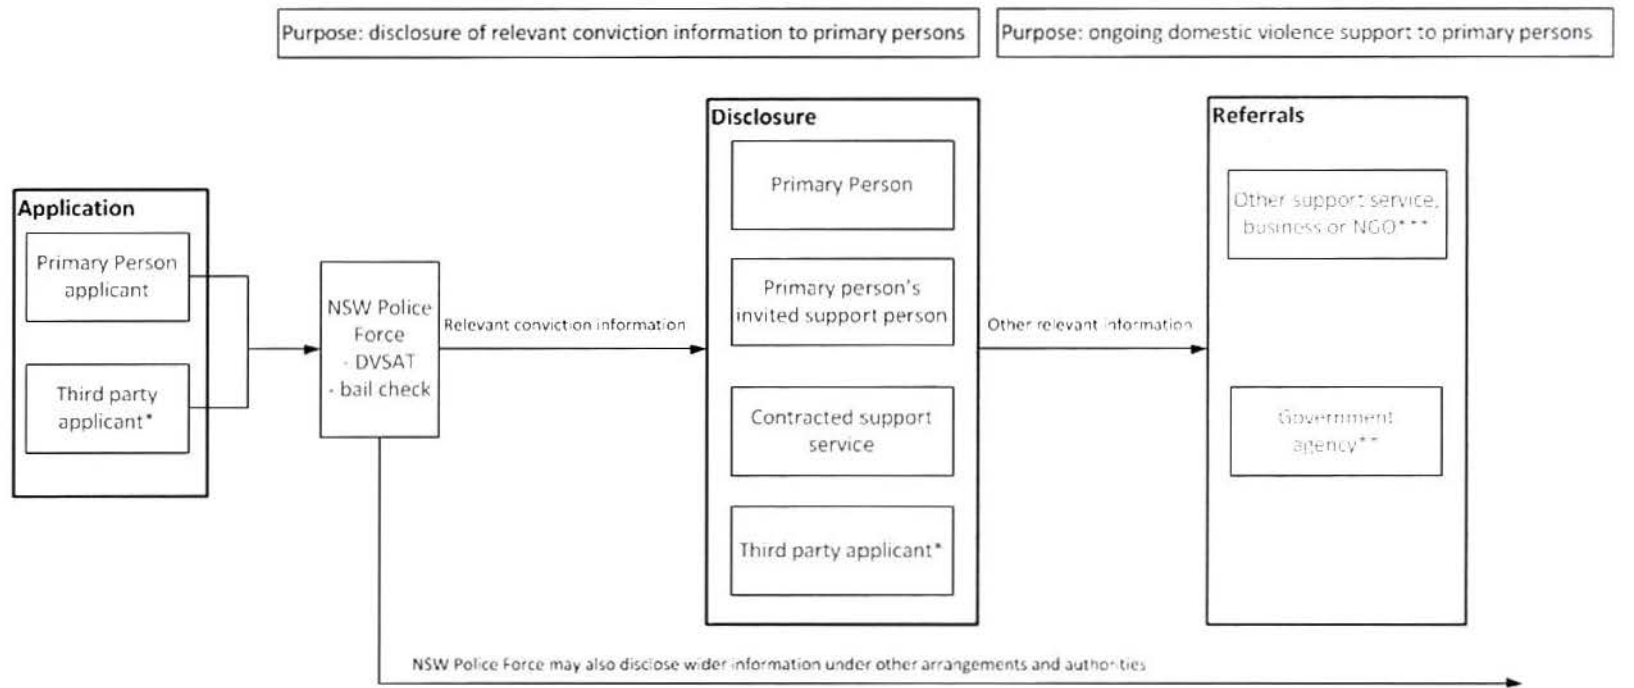 Purpose: disclosure of relevant conviction information to primary persons
Purpose: ongoing domestic violence support to primary persons
Application
Primary Person
applicant
Third party
applicant*
NSW Police
Force
- DVSAT
- bail check
Relevant conviction information
Disclosure
Primary Person
Primary person's
invited support person
Contracted support
service
Third party applicant*
Other relevant information
Referrals
Other support service,
business or NGO***
Government
agency**
NSW Police Force may also disclose wider information under other arrangements and authorities